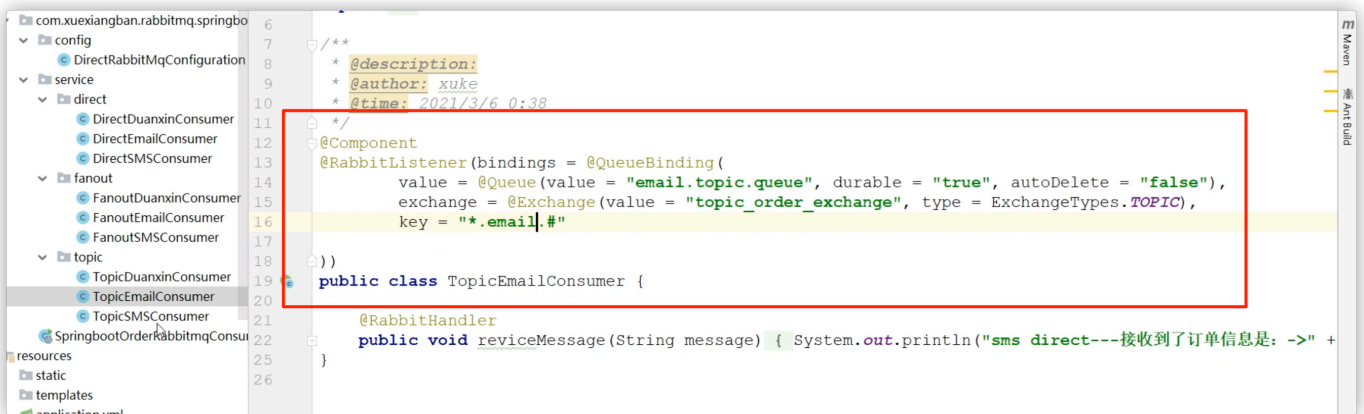 com.xuexiangban.rabbitmq.springbo
config
DirectRabbitMqConfiguration
service
direct
DirectDuanxinConsumer
DirectEmailConsumer
DirectSMSConsumer
fanout
FanoutDuanxinConsumer
FanoutEmailConsumer
FanoutSMSConsumer
topic
TopicDuanxinConsumer
TopicEmailConsumer
TopicSMSConsumer
SpringbootOrderRabbitmqConsu
resources
static
templates
application.yml
6
7 /**
8 * @description:
9 * @author: xuke
10 * @time: 2021/3/6 0:38
11 */
12 @Component
13 @RabbitListener(bindings = @QueueBinding(
14 value = @Queue(value = "email.topic.queue", durable = "true", autoDelete = "false"),
15 exchange = @Exchange(value = "topic_order_exchange", type = ExchangeTypes.TOPIC),
16 key = "*.email.#"
17
18 ))
19 public class TopicEmailConsumer {
20
21 @RabbitHandler
22 public void reviceMessage(String message) { System.out.println("sms direct---接收到了订单信息是：->" +
25 }
26
m
Maven
Ant Build